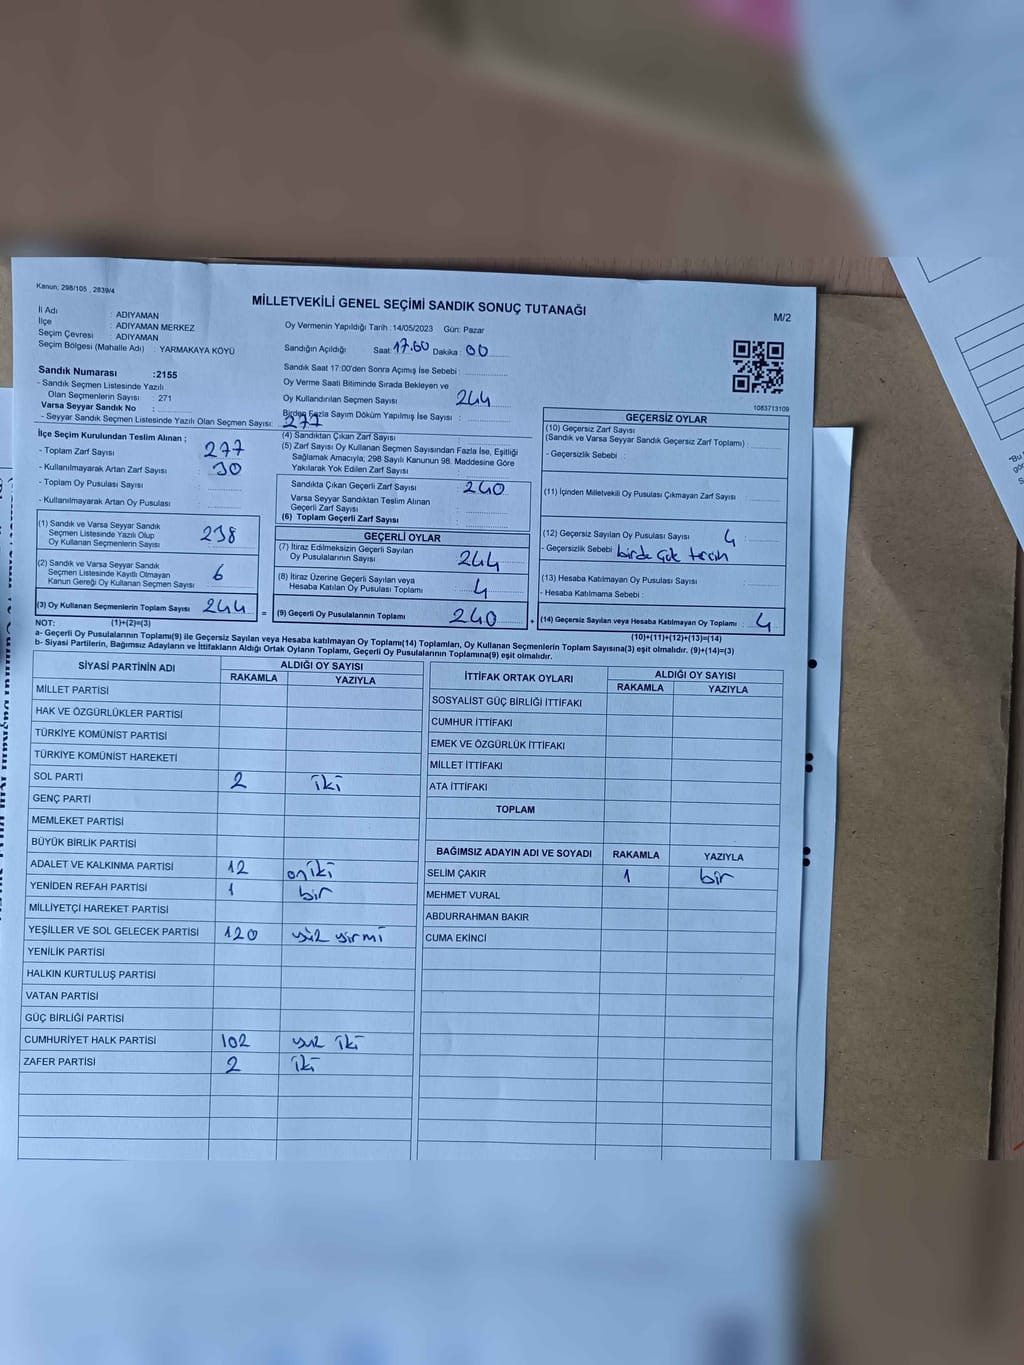 Kanun; 298/105 , 2839/4
MİLLETVEKİLİ GENEL SEÇİMİ SANDIK SONUÇ TUTANAĞI
M/2
İl Adı : ADIYAMAN
İlçe : ADIYAMAN MERKEZ
Seçim Çevresi : ADIYAMAN
Seçim Bölgesi (Mahalle Adı) : YARMAKAYA KÖYÜ
Oy Vermenin Yapıldığı Tarih :14/05/2023 Gün: Pazar
Sandığın Açıldığı Saat: 17.00 Dakika : 00
Sandık Saat 17:00'den Sonra Açımış İse Sebebi :
Oy Verme Saati Bitiminde Sırada Bekleyen ve
Oy Kullandırılan Seçmen Sayısı : 244
Birden Fazla Sayım Döküm Yapılmış İse Sayısı :
1083713109
Sandık Numarası :2155
- Sandık Seçmen Listesinde Yazılı
Olan Seçmenlerin Sayısı : 271
Varsa Seyyar Sandık No :
- Seyyar Sandık Seçmen Listesinde Yazılı Olan Seçmen Sayısı: 277
İlçe Seçim Kurulundan Teslim Alınan ;
- Toplam Zarf Sayısı : 277
- Kullanılmayarak Artan Zarf Sayısı : 30
- Toplam Oy Pusulası Sayısı :
- Kullanılmayarak Artan Oy Pusulası :
(1) Sandık ve Varsa Seyyar Sandık
Seçmen Listesinde Yazılı Olup
Oy Kullanan Seçmenlerin Sayısı : 238
(2) Sandık ve Varsa Seyyar Sandık
Seçmen Listesinde Kayıtlı Olmayan
Kanun Gereği Oy Kullanan Seçmen Sayısı : 6
(3) Oy Kullanan Seçmenlerin Toplam Sayısı : 244 =
(4) Sandıktan Çıkan Zarf Sayısı :
(5) Zarf Sayısı Oy Kullanan Seçmen Sayısından Fazla İse, Eşitliği
Sağlamak Amacıyla; 298 Sayılı Kanunun 98. Maddesine Göre
Yakılarak Yok Edilen Zarf Sayısı :
Sandıkta Çıkan Geçerli Zarf Sayısı : 240
Varsa Seyyar Sandıktan Teslim Alınan
Geçerli Zarf Sayısı :
(6) Toplam Geçerli Zarf Sayısı :
GEÇERLİ OYLAR
(7) İtiraz Edilmeksizin Geçerli Sayılan
Oy Pusulalarının Sayısı : 244
(8) İtiraz Üzerine Geçerli Sayılan veya
Hesaba Katılan Oy Pusulası Toplamı : 4
(9) Geçerli Oy Pusulalarının Toplamı : 240 +
GEÇERSİZ OYLAR
(10) Geçersiz Zarf Sayısı
(Sandık ve Varsa Seyyar Sandık Geçersiz Zarf Toplamı) :
- Geçersizlik Sebebi :
(11) İçinden Milletvekili Oy Pusulası Çıkmayan Zarf Sayısı :
(12) Geçersiz Sayılan Oy Pusulası Sayısı : 4
- Geçersizlik Sebebi : birde çok tercih
(13) Hesaba Katılmayan Oy Pusulası Sayısı :
- Hesaba Katılmama Sebebi :
(14) Geçersiz Sayılan veya Hesaba Katılmayan Oy Toplamı : 4
NOT: (1)+(2)=(3)
(10)+(11)+(12)+(13)=(14)
a- Geçerli Oy Pusulalarının Toplamı(9) ile Geçersiz Sayılan veya Hesaba katılmayan Oy Toplamı(14) Toplamları, Oy Kullanan Seçmenlerin Toplam Sayısına(3) eşit olmalıdır. (9)+(14)=(3)
b- Siyasi Partilerin, Bağımsız Adayların ve İttifakların Aldığı Ortak Oyların Toplamı, Geçerli Oy Pusulalarının Toplamına(9) eşit olmalıdır.
SİYASİ PARTİNİN ADI ALDIĞI OY SAYISI
RAKAMLA YAZIYLA
MİLLET PARTİSİ
HAK VE ÖZGÜRLÜKLER PARTİSİ
TÜRKİYE KOMÜNİST PARTİSİ
TÜRKİYE KOMÜNİST HAREKETİ
SOL PARTİ 2 iki
GENÇ PARTİ
MEMLEKET PARTİSİ
BÜYÜK BİRLİK PARTİSİ
ADALET VE KALKINMA PARTİSİ 12 oniki
YENİDEN REFAH PARTİSİ 1 bir
MİLLİYETÇİ HAREKET PARTİSİ
YEŞİLLER VE SOL GELECEK PARTİSİ 120 yüz yirmi
YENİLİK PARTİSİ
HALKIN KURTULUŞ PARTİSİ
VATAN PARTİSİ
GÜÇ BİRLİĞİ PARTİSİ
CUMHURİYET HALK PARTİSİ 102 yüz iki
ZAFER PARTİSİ 2 iki
İTTİFAK ORTAK OYLARI ALDIĞI OY SAYISI
RAKAMLA YAZIYLA
SOSYALİST GÜÇ BİRLİĞİ İTTİFAKI
CUMHUR İTTİFAKI
EMEK VE ÖZGÜRLÜK İTTİFAKI
MİLLET İTTİFAKI
ATA İTTİFAKI
TOPLAM
BAĞIMSIZ ADAYIN ADI VE SOYADI RAKAMLA YAZIYLA
SELİM ÇAKIR 1 bir
MEHMET VURAL
ABDURRAHMAN BAKIR
CUMA EKİNCİ